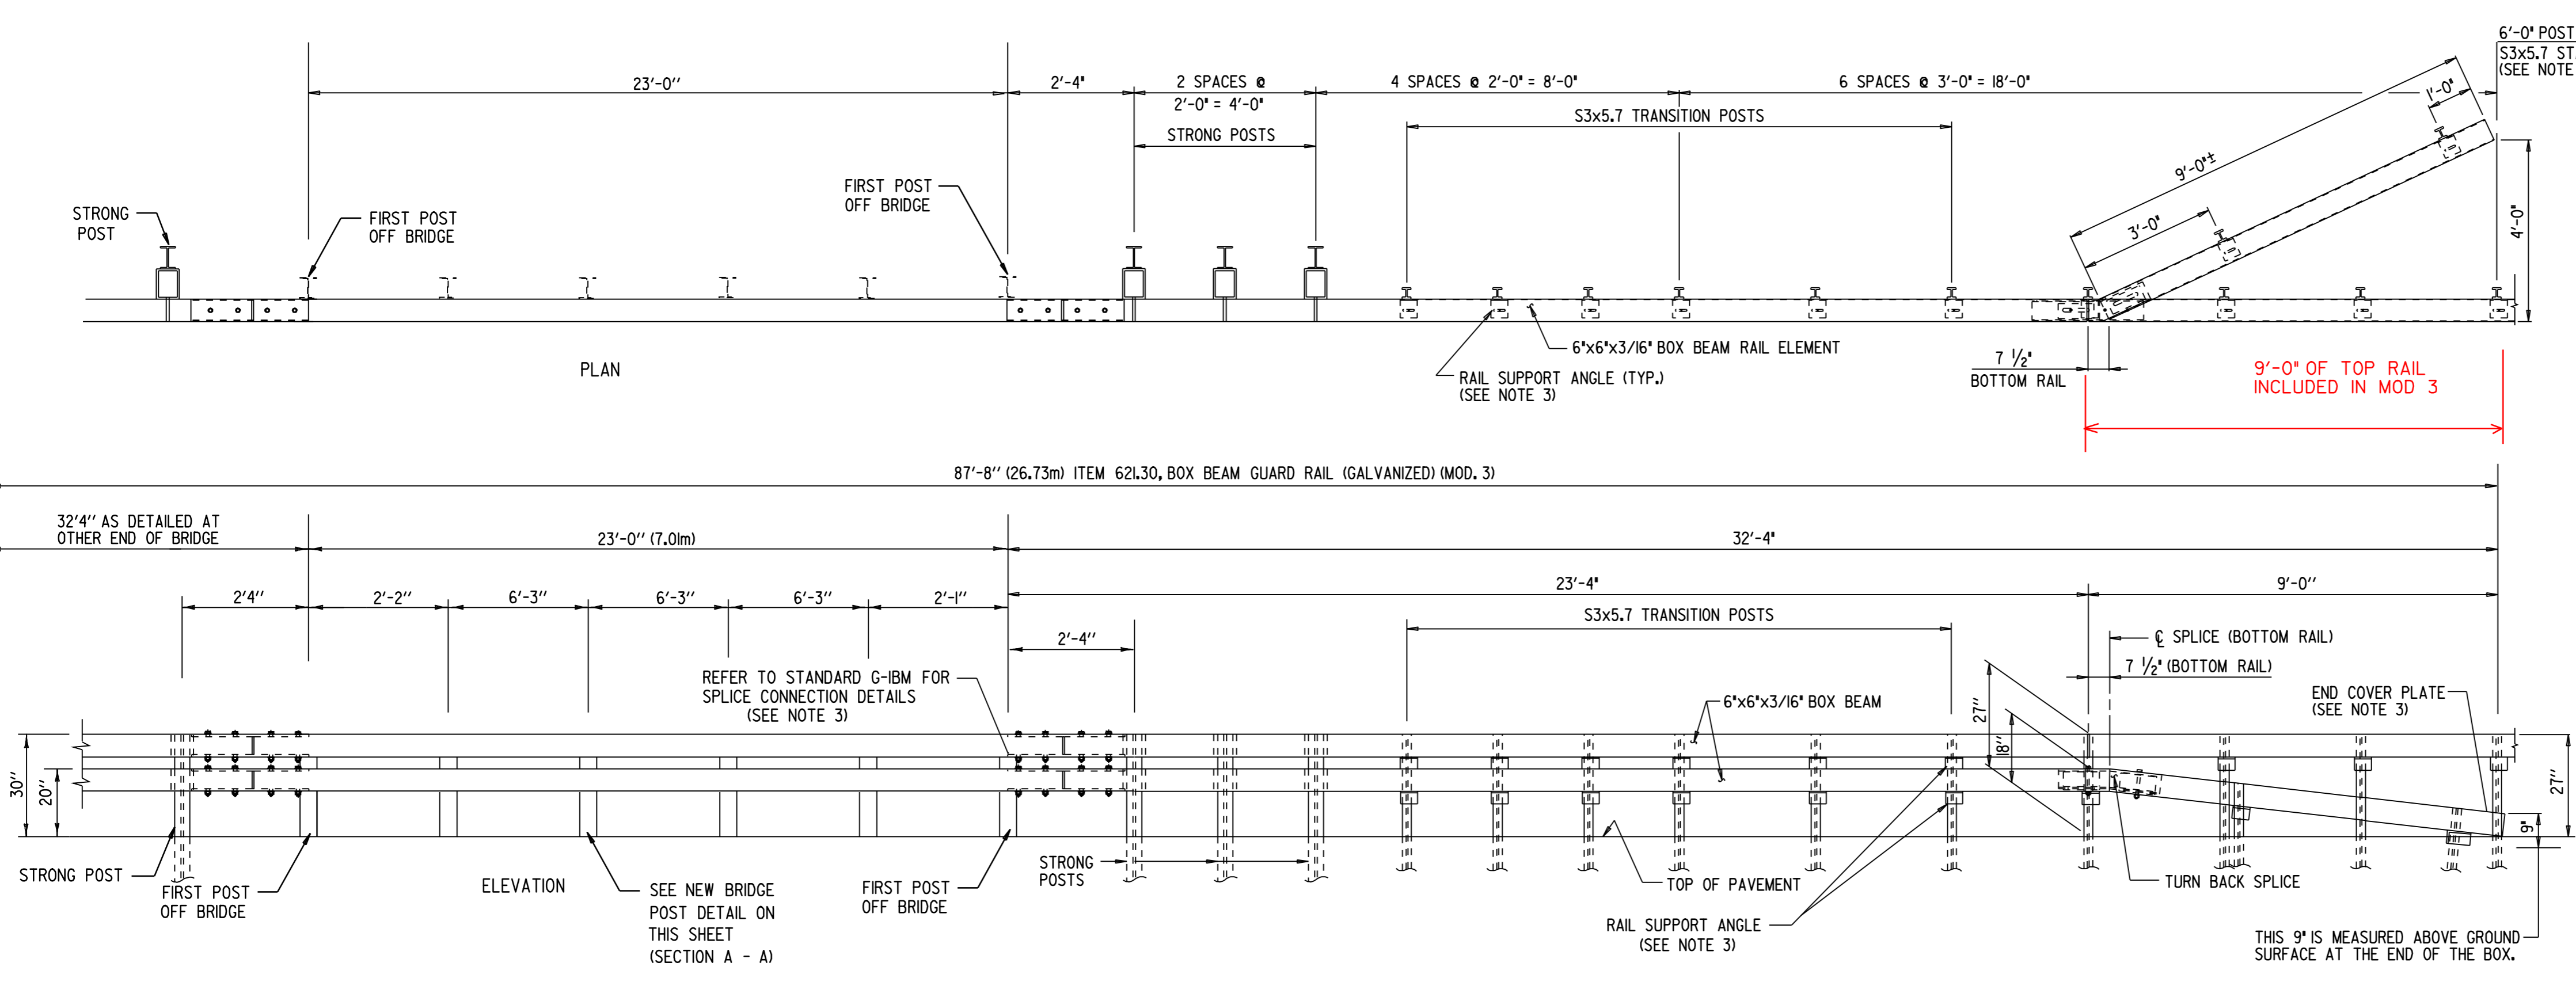 6'-0" POST
S3x5.7 ST
(SEE NOTE
23'-0''
2'-4"
2 SPACES @
2'-0" = 4'-0"
STRONG POSTS
4 SPACES @ 2'-0" = 8'-0"
6 SPACES @ 3'-0" = 18'-0"
S3x5.7 TRANSITION POSTS
1'-0"
9'-0"±
3'-0"
4'-0"
STRONG
POST
FIRST POST
OFF BRIDGE
FIRST POST
OFF BRIDGE
PLAN
6"x6"x3/16" BOX BEAM RAIL ELEMENT
RAIL SUPPORT ANGLE (TYP.)
(SEE NOTE 3)
7 1/2"
BOTTOM RAIL
9'-0" OF TOP RAIL
INCLUDED IN MOD 3
87'-8'' (26.73m) ITEM 621.30, BOX BEAM GUARD RAIL (GALVANIZED) (MOD. 3)
32'4'' AS DETAILED AT
OTHER END OF BRIDGE
23'-0'' (7.01m)
32'-4"
23'-4"
9'-0''
2'4''
2'-2''
6'-3''
6'-3''
6'-3''
2'-1''
2'-4''
S3x5.7 TRANSITION POSTS
℄ SPLICE (BOTTOM RAIL)
7 1/2" (BOTTOM RAIL)
REFER TO STANDARD G-1BM FOR
SPLICE CONNECTION DETAILS
(SEE NOTE 3)
6"x6"x3/16" BOX BEAM
27''
18''
END COVER PLATE
(SEE NOTE 3)
30''
20''
27''
9"
STRONG POST
FIRST POST
OFF BRIDGE
ELEVATION
SEE NEW BRIDGE
POST DETAIL ON
THIS SHEET
(SECTION A - A)
FIRST POST
OFF BRIDGE
STRONG
POSTS
TOP OF PAVEMENT
RAIL SUPPORT ANGLE
(SEE NOTE 3)
TURN BACK SPLICE
THIS 9" IS MEASURED ABOVE GROUND
SURFACE AT THE END OF THE BOX.